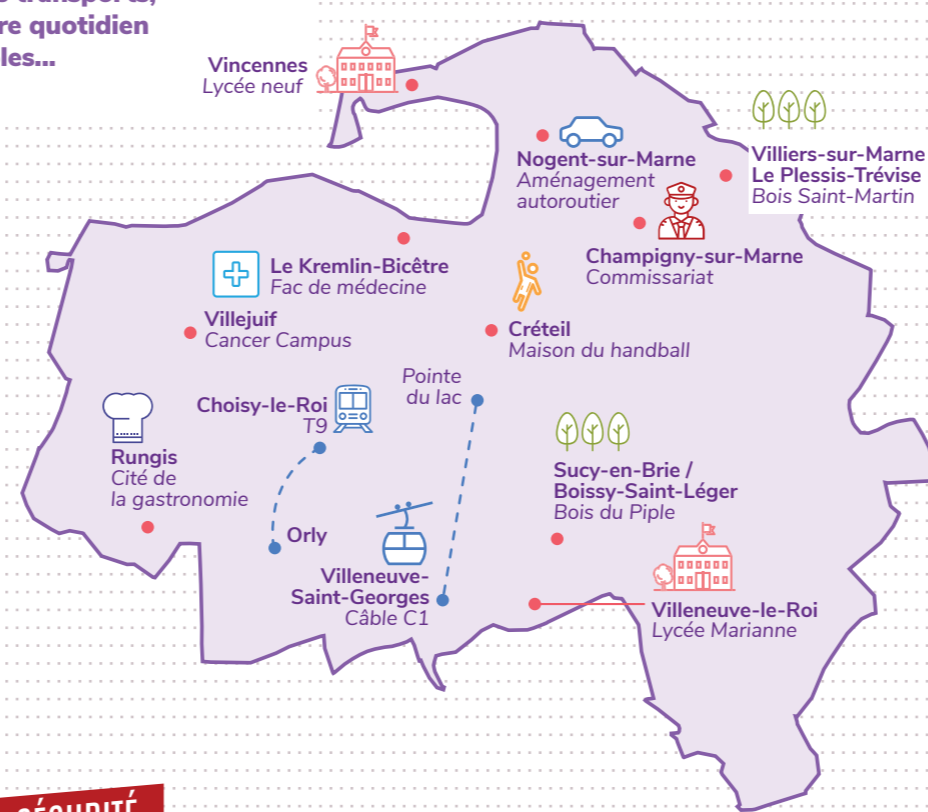 transports,
re quotidien
les...
Vincennes
Lycée neuf
Nogent-sur-Marne
Aménagement
autoroutier
Villiers-sur-Marne
Le Plessis-Trévise
Bois Saint-Martin
Champigny-sur-Marne
Commissariat
Le Kremlin-Bicêtre
Fac de médecine
Villejuif
Cancer Campus
Créteil
Maison du handball
Pointe
du lac
Choisy-le-Roi
T9
Rungis
Cité de
la gastronomie
Orly
Sucy-en-Brie /
Boissy-Saint-Léger
Bois du Piple
Villeneuve-
Saint-Georges
Câble C1
Villeneuve-le-Roi
Lycée Marianne
SÉCURITÉ